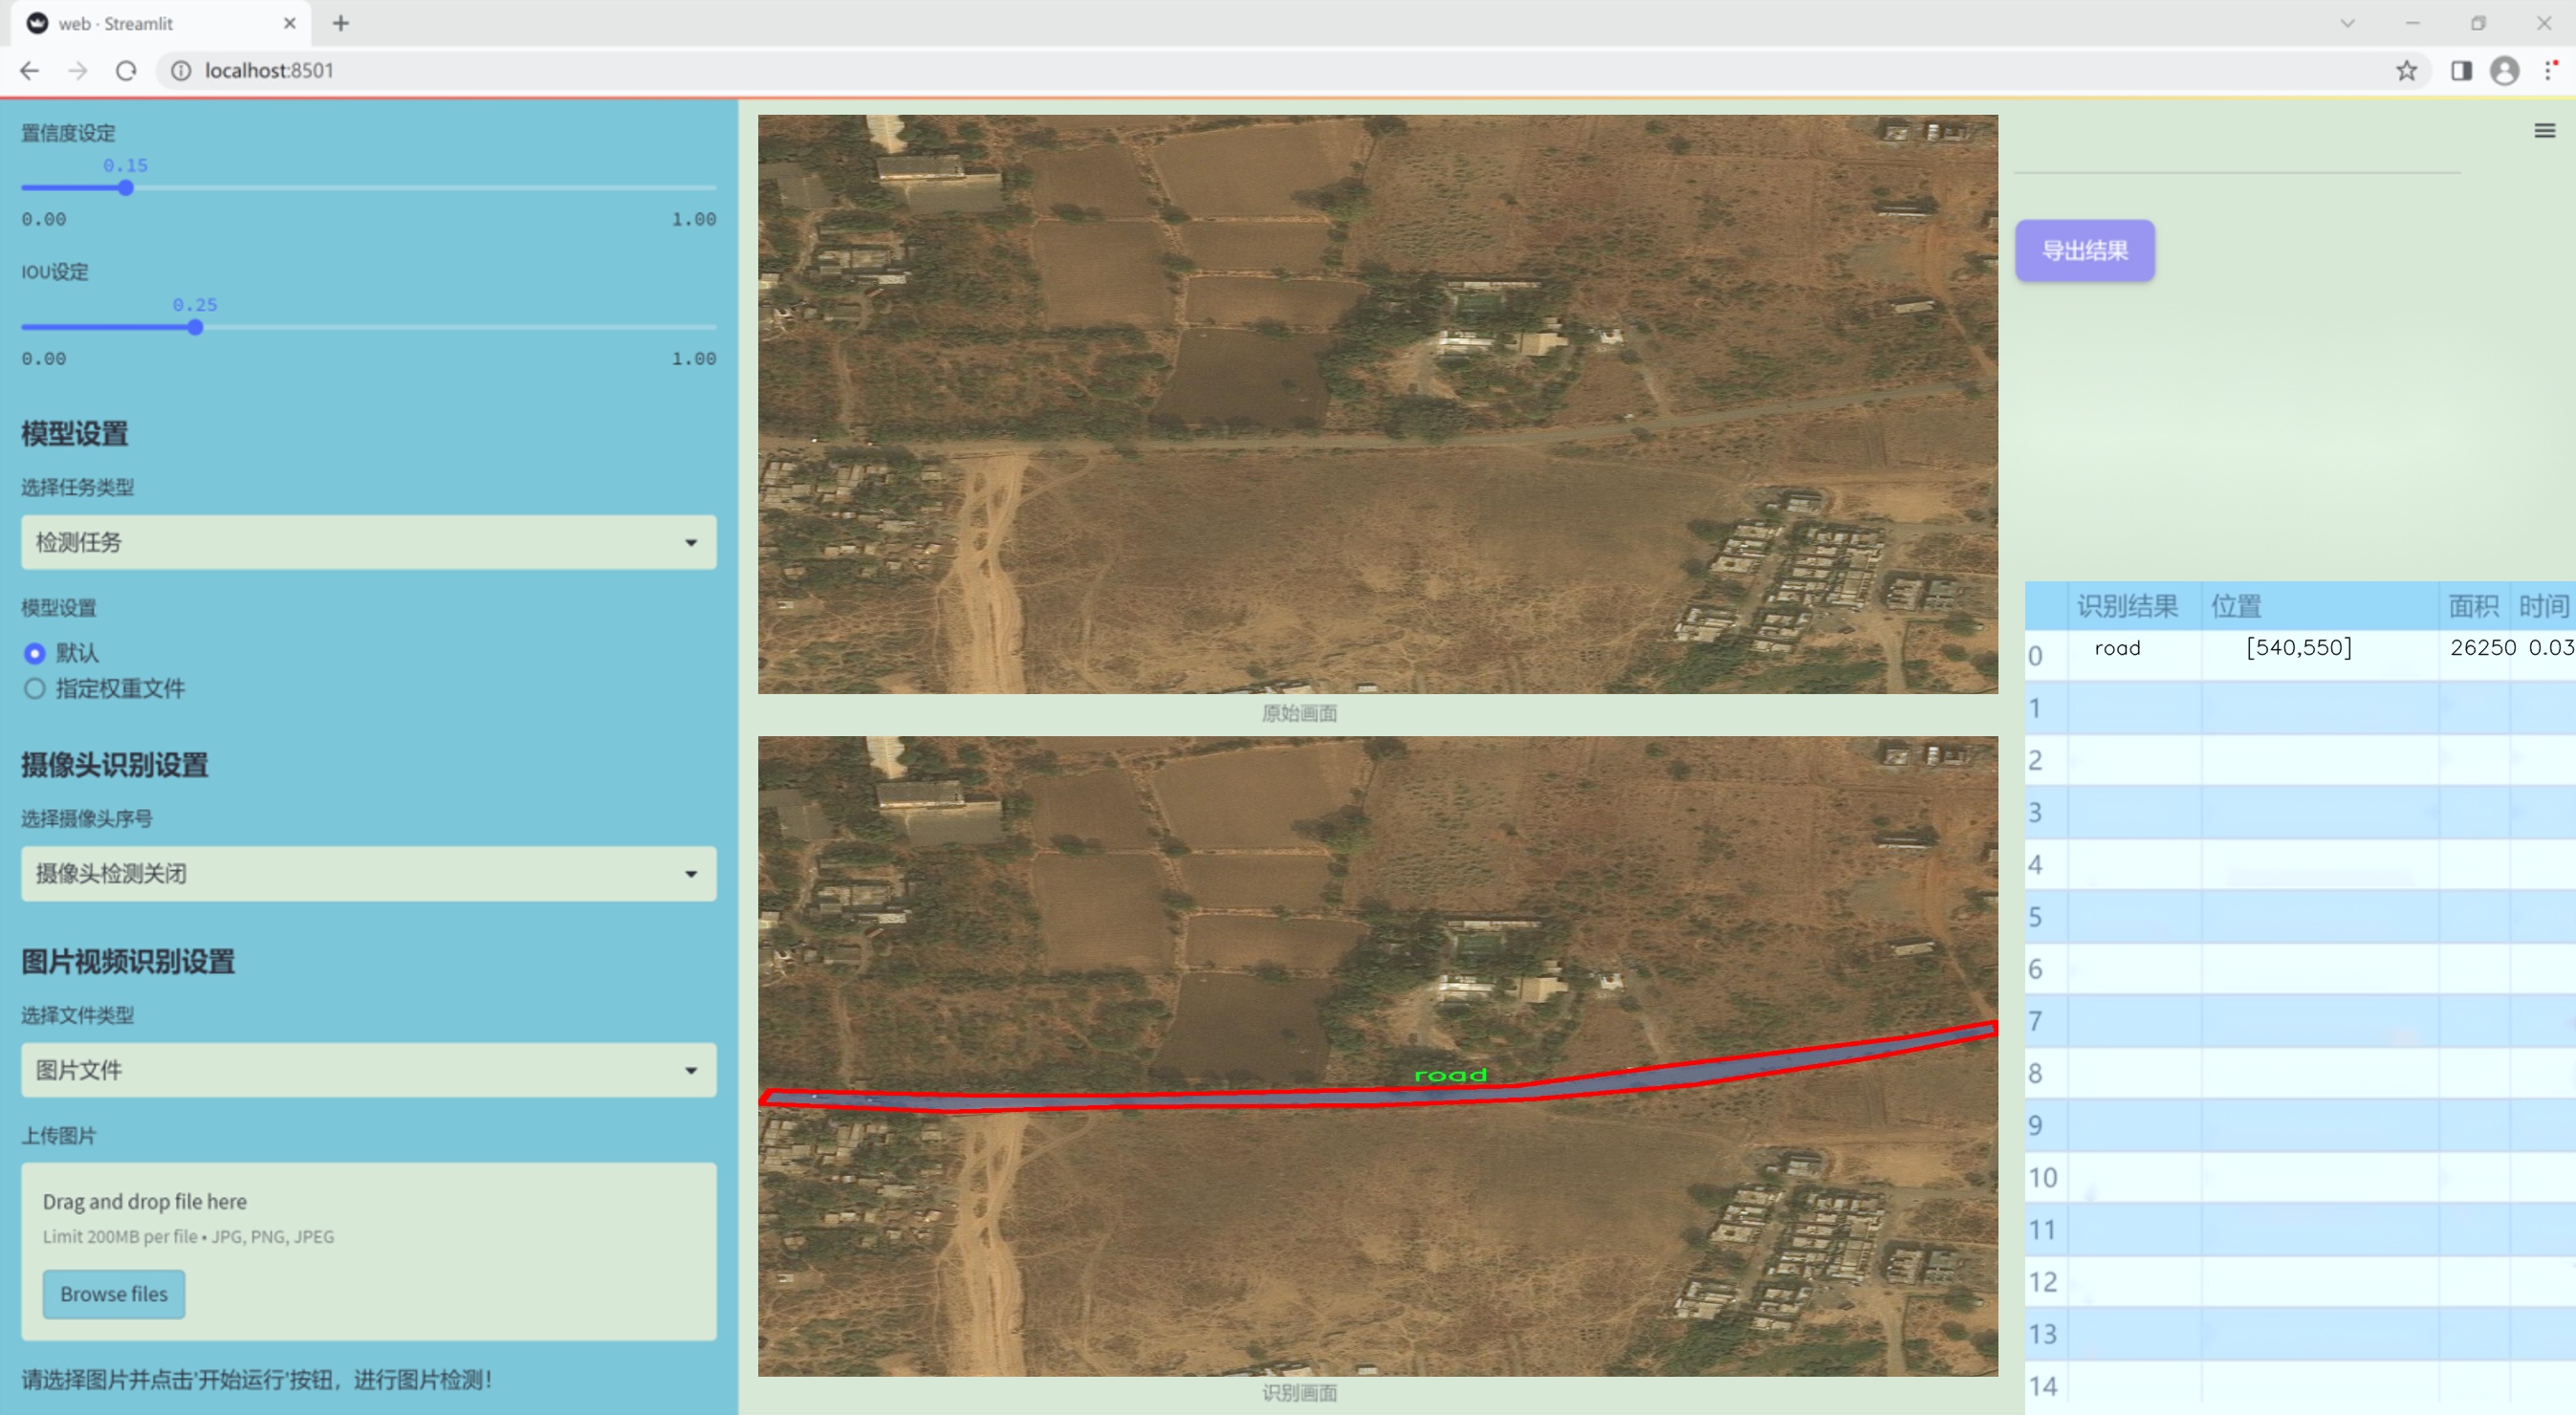 web · Streamlit
localhost:8501
置信度设定
0.15
0.00 1.00
IOU设定
0.25
0.00 1.00
模型设置
选择任务类型
检测任务
模型设置
默认
指定权重文件
摄像头识别设置
选择摄像头序号
摄像头检测关闭
图片视频识别设置
选择文件类型
图片文件
上传图片
Drag and drop file here
Limit 200MB per file • JPG, PNG, JPEG
Browse files
请选择图片并点击'开始运行'按钮，进行图片检测!
原始画面
road
识别画面
导出结果
识别结果 位置 面积 时间
0 road [540,550] 26250 0.03
1
2
3
4
5
6
7
8
9
10
11
12
13
14